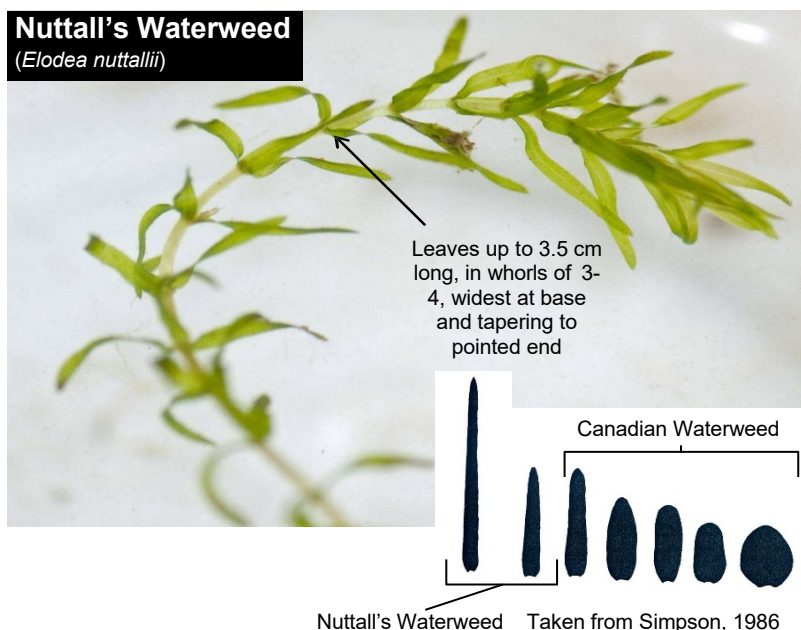 Nuttall's Waterweed
(Elodea nuttallii)
Leaves up to 3.5 cm
long, in whorls of 3-
4, widest at base
and tapering to
pointed end
Canadian Waterweed
Nuttall's Waterweed
Taken from Simpson, 1986